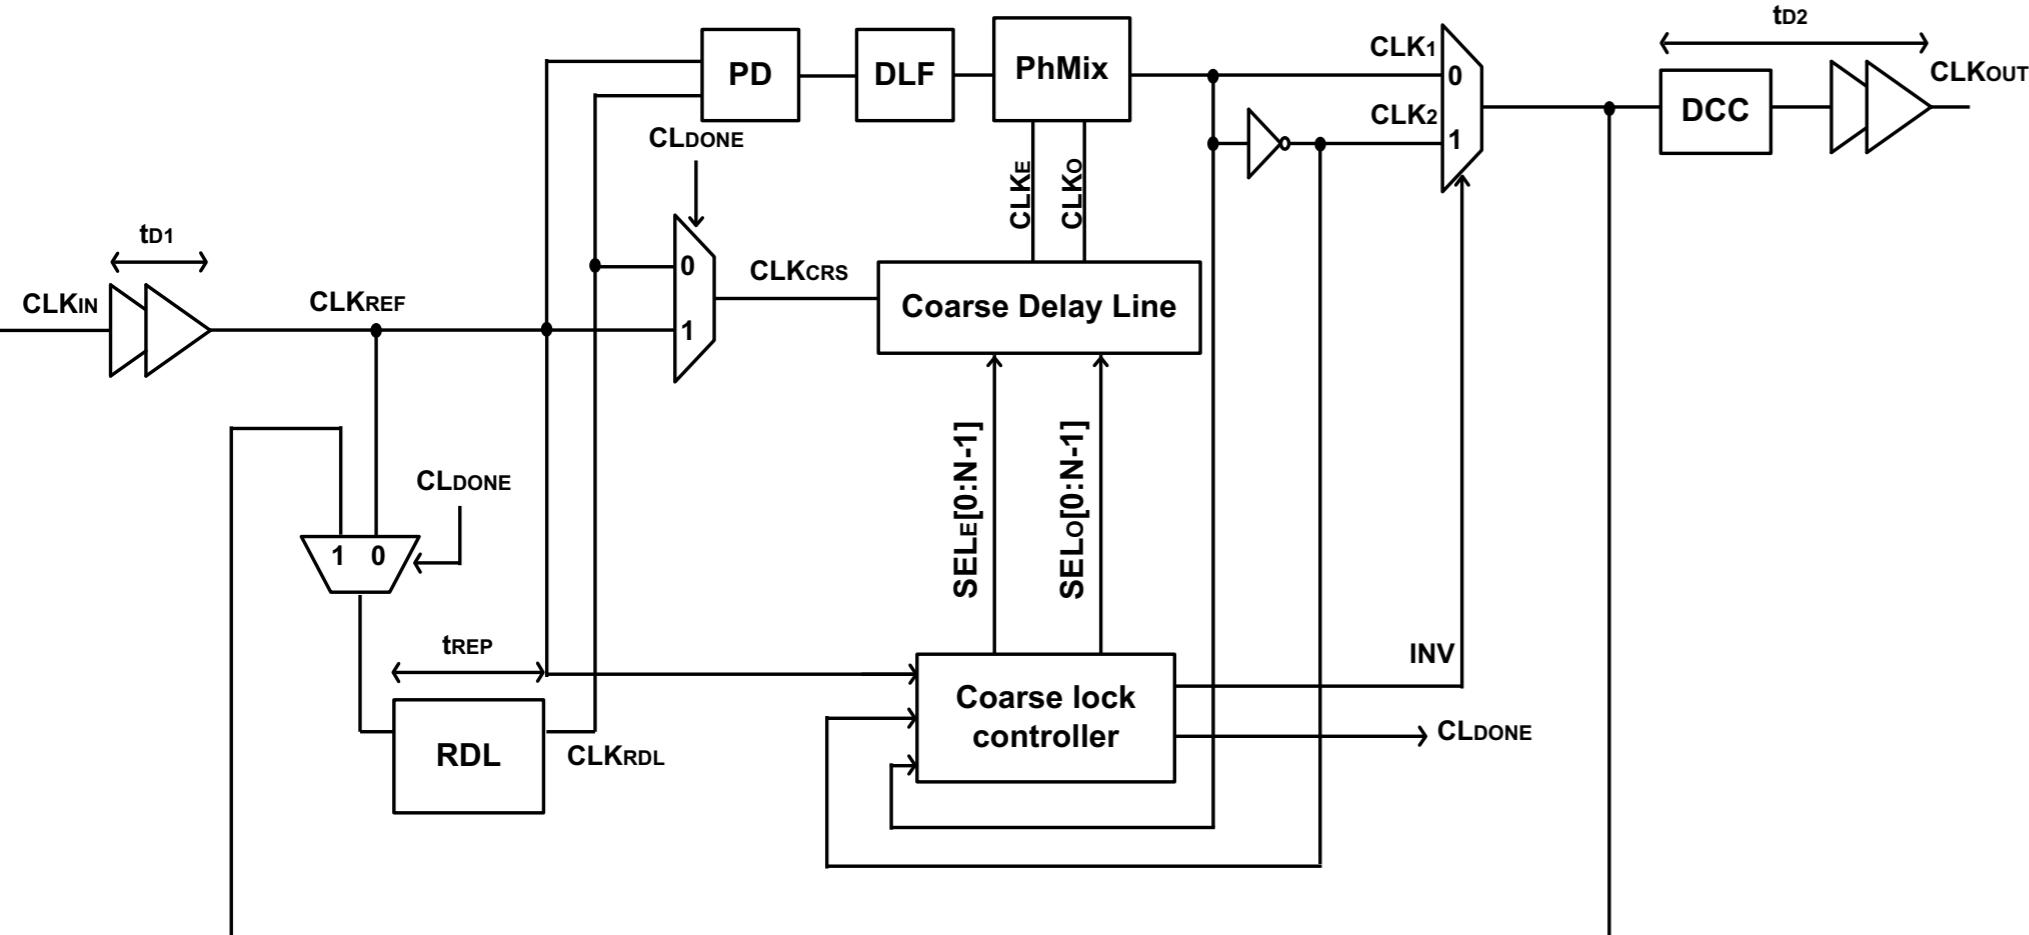 tD2
CLK1
PD
DLF
PhMix
0
CLKOUT
CLDONE
CLK2
1
DCC
CLKE
CLKO
tD1
0
CLKCRS
CLKIN
CLKREF
1
Coarse Delay Line
CLDONE
SELE[0:N-1]
SELO[0:N-1]
1 0
tREP
INV
Coarse lock
controller
CLDONE
RDL
CLKRDL